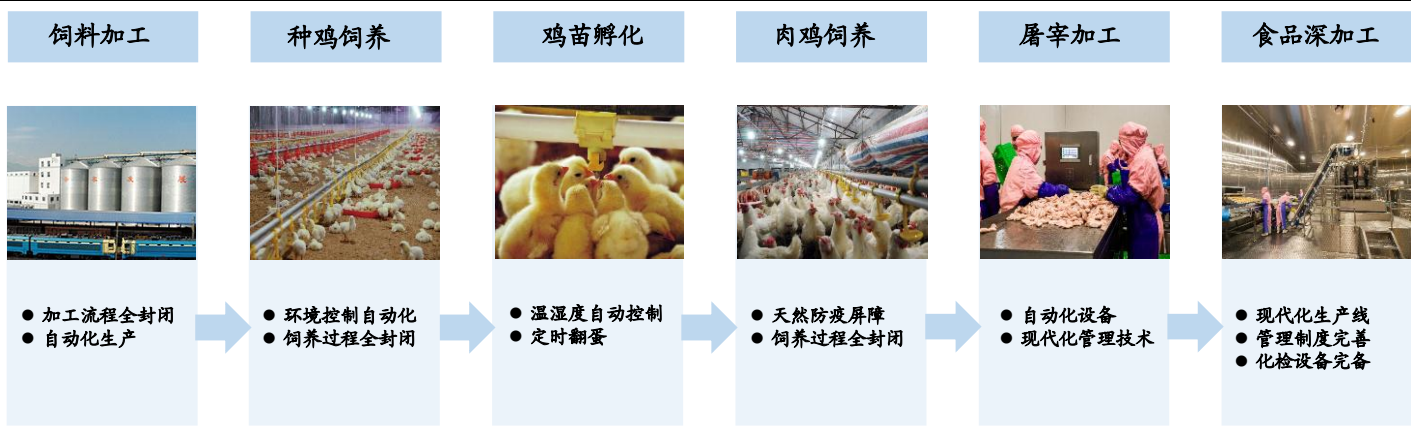 饲料加工
种鸡饲养
鸡苗孵化
肉鸡饲养
屠宰加工
食品深加工
● 加工流程全封闭
● 自动化生产
● 环境控制自动化
● 饲养过程全封闭
● 温湿度自动控制
● 定时翻蛋
● 天然防疫屏障
● 饲养过程全封闭
● 自动化设备
● 现代化管理技术
● 现代化生产线
● 管理制度完善
● 化检设备完备